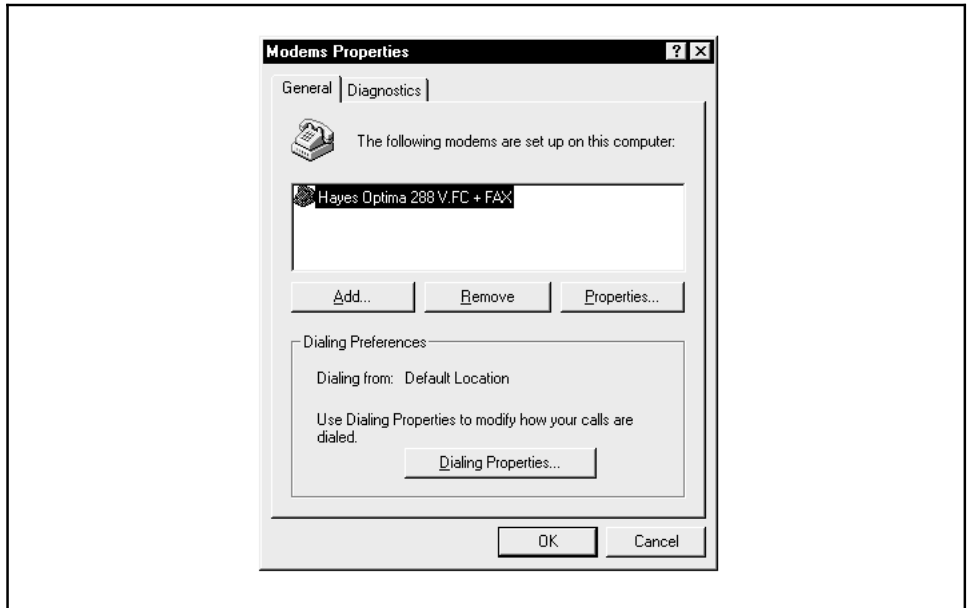 Modems Properties
General Diagnostics
The following modems are set up on this computer:
Hayes Optima 288 V.FC + FAX
Add... Remove Properties...
Dialing Preferences
Dialing from: Default Location
Use Dialing Properties to modify how your calls are
dialed.
Dialing Properties...
OK Cancel